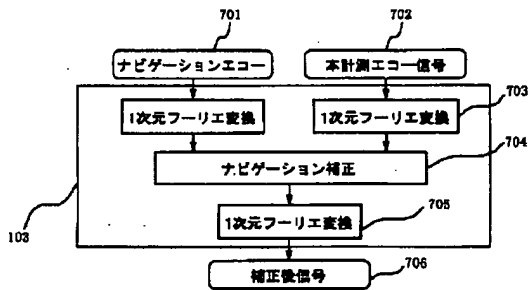 701
702
ナビゲーションエコー
本計測エコー信号
703
1次元フーリエ変換
1次元フーリエ変換
704
ナビゲーション補正
705
1次元フーリエ変換
103
706
補正後信号